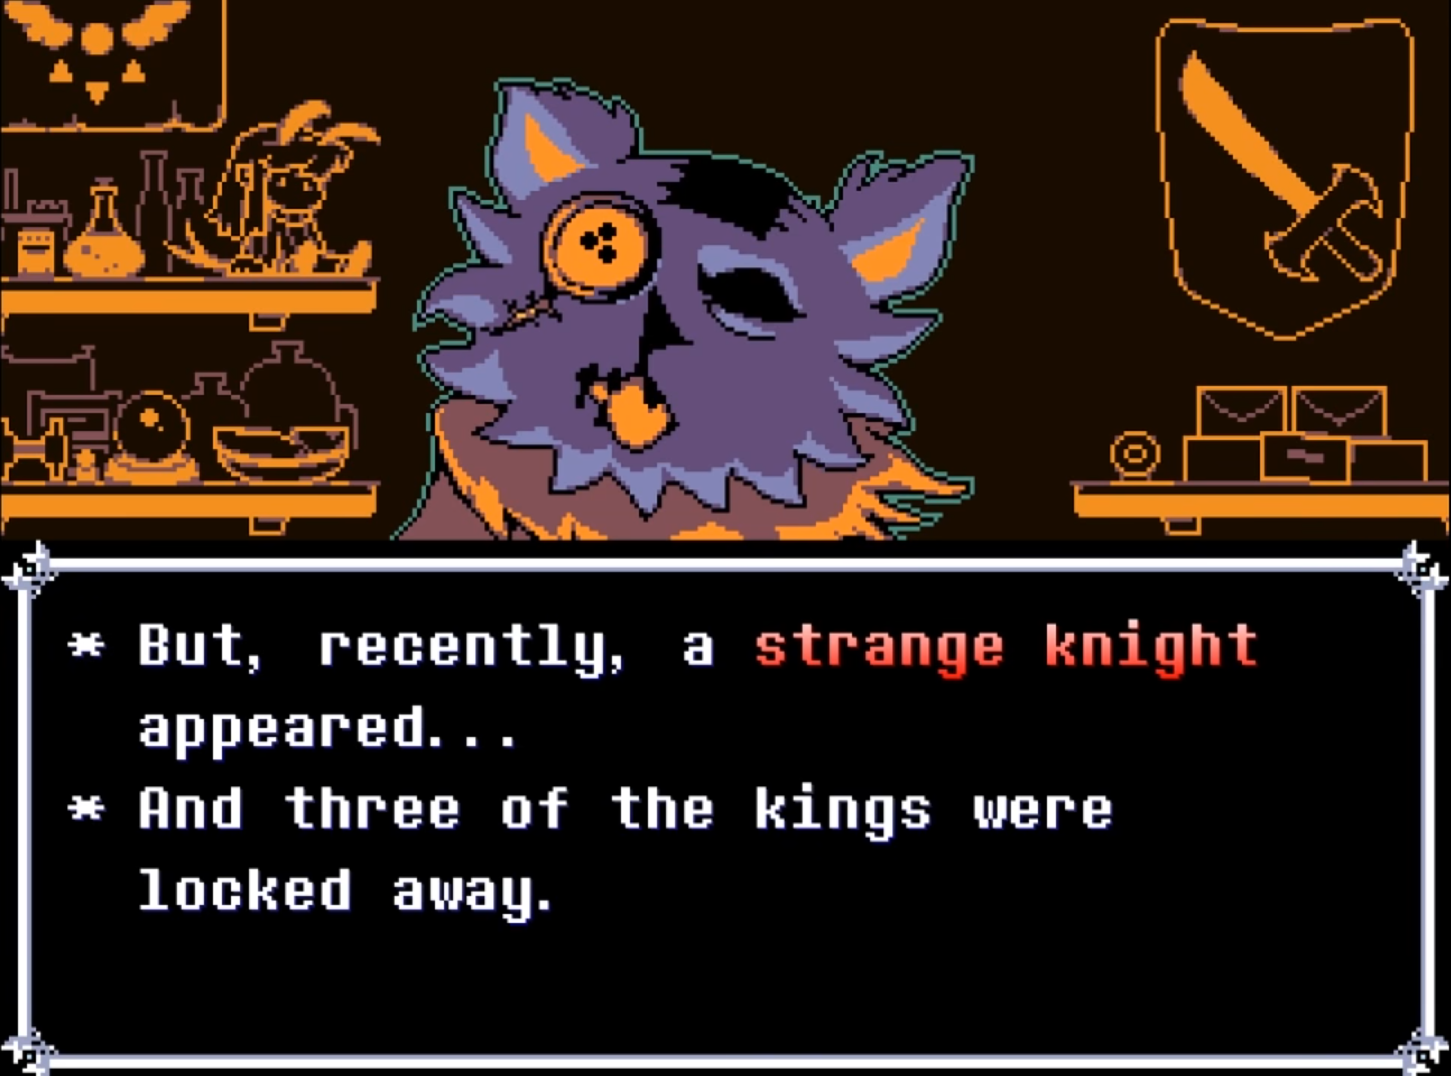 * But, recently, a strange knight
appeared...
* And three of the kings were
locked away.